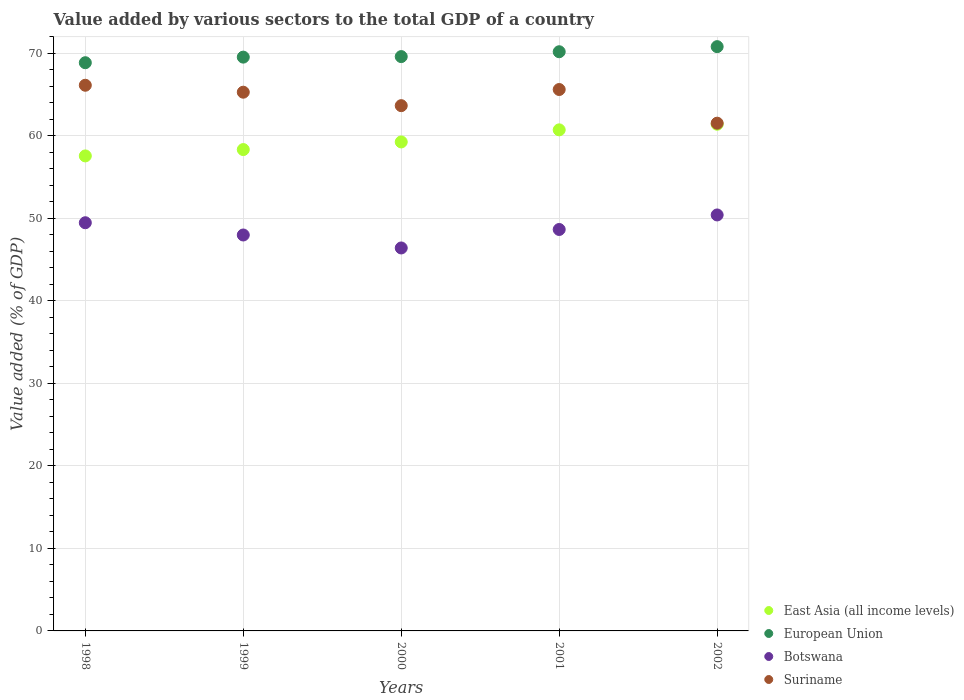 Value added by various sectors to the total GDP of a country
Value added (% of GDP)
70
60
50
40
30
20
10
0
1998
1999
2000
2001
2002
Years
East Asia (all income levels)
European Union
Botswana
Suriname